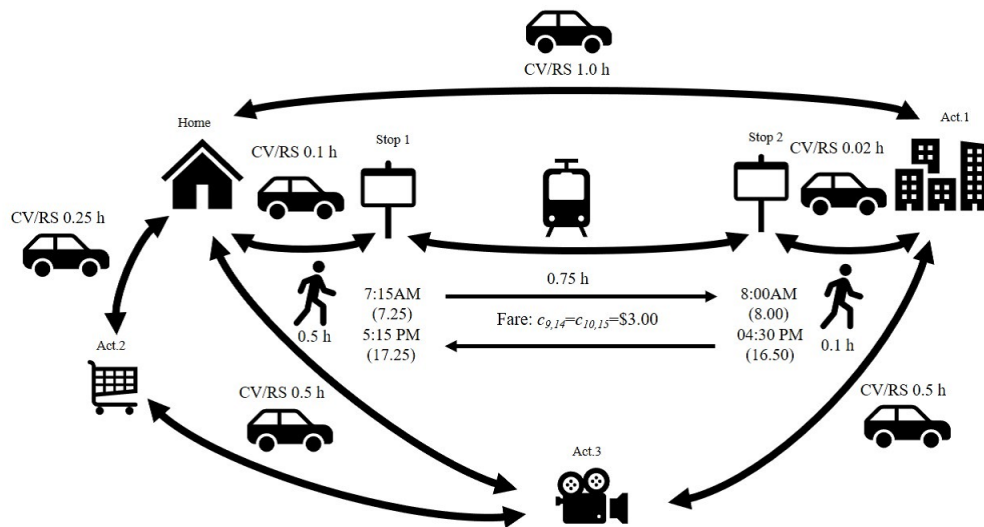 CV/RS 1.0 h
Home
Act.1
Stop 1
Stop 2
CV/RS 0.1 h
CV/RS 0.02 h
CV/RS 0.25 h
0.75 h
7:15AM
(7.25)
8:00AM
(8.00)
Fare: c9,14=c10,15=$3.00
0.5 h
5:15 PM
(17.25)
04:30 PM
(16.50)
0.1 h
Act.2
CV/RS 0.5 h
CV/RS 0.5 h
Act.3